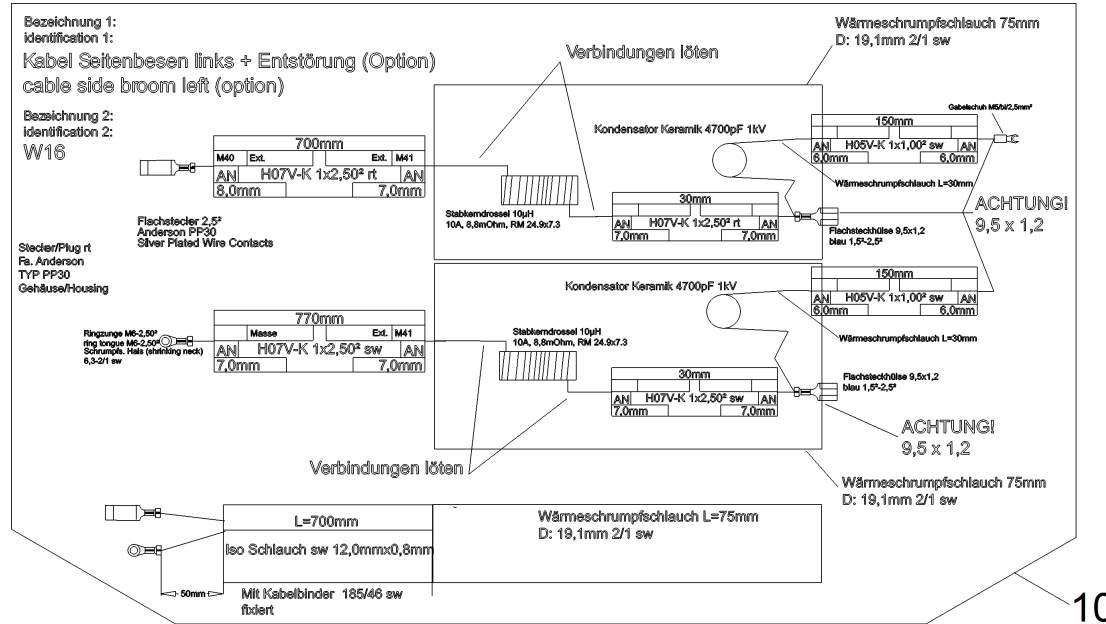 Bezeichnung 1:
identification 1:
Kabel Seitenbesen links + Entstörung (Option)
cable side broom left (option)
Bezeichnung 2:
identification 2:
W16
Wärmeschrumpfschlauch 75mm
D: 19,1mm 2/1 sw
Verbindungen löten
Kondensator Keramik 4700pF 1kV
Gabelschuh M5/bl/2,5mm²
150mm
AN H05V-K 1x1,00² sw AN
6,0mm 6,0mm
Wärmeschrumpfschlauch L=30mm
700mm
M40 Ext. Ext. M41
AN H07V-K 1x2,50² rt AN
8,0mm 7,0mm
Stabkerndrossel 10µH
10A, 8,8mOhm, RM 24.9x7.3
30mm
AN H07V-K 1x2,50² rt AN
7,0mm 7,0mm
ACHTUNG!
9,5 x 1,2
Flachsteckhülse 9,5x1,2
blau 1,5²-2,5²
Flachstecler 2,5²
Anderson PP30
Silver Plated Wire Contacts
Stecler/Plug rt
Fa. Anderson
TYP PP30
Gehäuse/Housing
Kondensator Keramik 4700pF 1kV
150mm
AN H05V-K 1x1,00² sw AN
6,0mm 6,0mm
Wärmeschrumpfschlauch L=30mm
770mm
Masse Ext. M41
AN H07V-K 1x2,50² sw AN
7,0mm 7,0mm
Ringzunge M6-2,50²
ring tongue M6-2,50²
Schrumpfs. Hals (shrinking neck)
6,3-2/1 sw
Stabkerndrossel 10µH
10A, 8,8mOhm, RM 24.9x7.3
30mm
AN H07V-K 1x2,50² sw AN
7,0mm 7,0mm
Flachsteckhülse 9,5x1,2
blau 1,5²-2,5²
ACHTUNG!
9,5 x 1,2
Verbindungen löten
Wärmeschrumpfschlauch 75mm
D: 19,1mm 2/1 sw
L=700mm
Iso Schlauch sw 12,0mmx0,8mm
Wärmeschrumpfschlauch L=75mm
D: 19,1mm 2/1 sw
50mm
Mit Kabelbinder 185/46 sw
fixiert
10